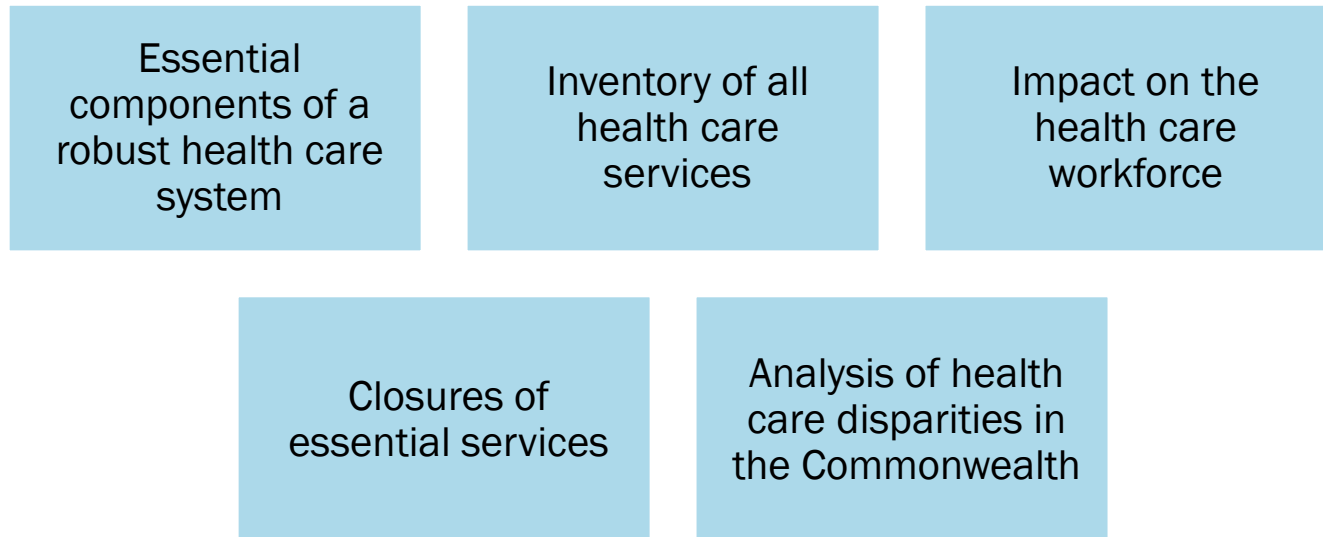 Essential
components of a
robust health care
system
Inventory of all
health care
services
Impact on the
health care
workforce
Closures of
essential services
Analysis of health
care disparities in
the Commonwealth